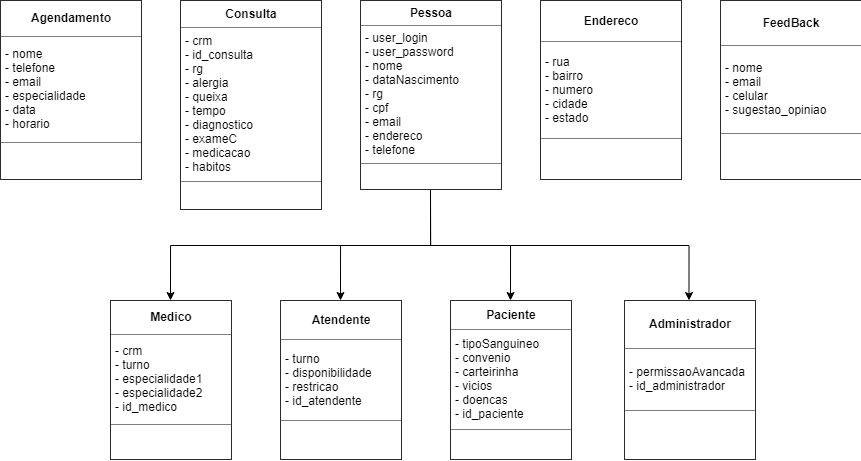 Agendamento
- nome
- telefone
- email
- especialidade
- data
- horario
Consulta
- crm
- id_consulta
- rg
- alergia
- queixa
- tempo
- diagnostico
- exameC
- medicacao
- habitos
Pessoa
- user_login
- user_password
- nome
- dataNascimento
- rg
- cpf
- email
- endereco
- telefone
Endereco
- rua
- bairro
- numero
- cidade
- estado
FeedBack
- nome
- email
- celular
- sugestao_opiniao
Medico
- crm
- turno
- especialidade1
- especialidade2
- id_medico
Atendente
- turno
- disponibilidade
- restricao
- id_atendente
Paciente
- tipoSanguineo
- convenio
- carteirinha
- vicios
- doencas
- id_paciente
Administrador
- permissaoAvancada
- id_administrador